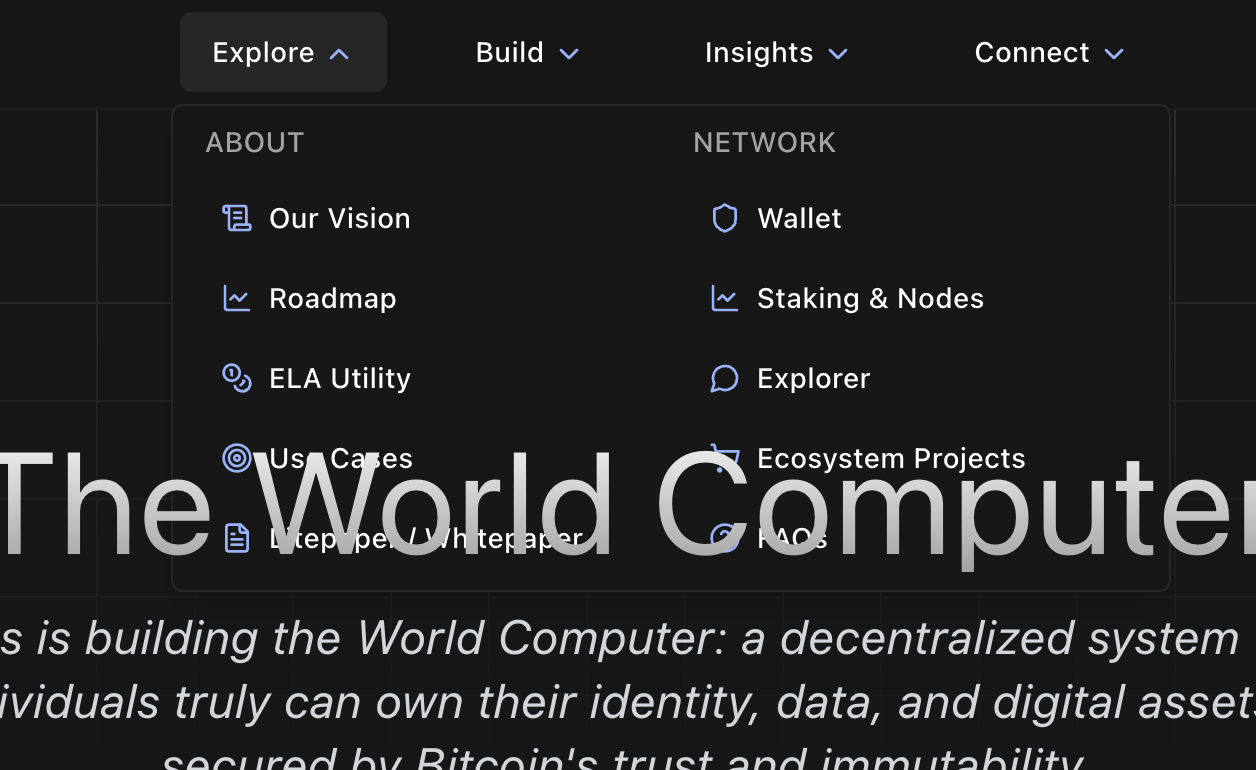 Explore
Build
Insights
Connect
ABOUT
Our Vision
Roadmap
ELA Utility
Use Cases
Litepaper / Whitepaper
NETWORK
Wallet
Staking & Nodes
Explorer
Ecosystem Projects
FAQs
The World Computer
s is building the World Computer: a decentralized system
ividuals truly can own their identity, data, and digital assets
secured by Bitcoin's trust and immutability